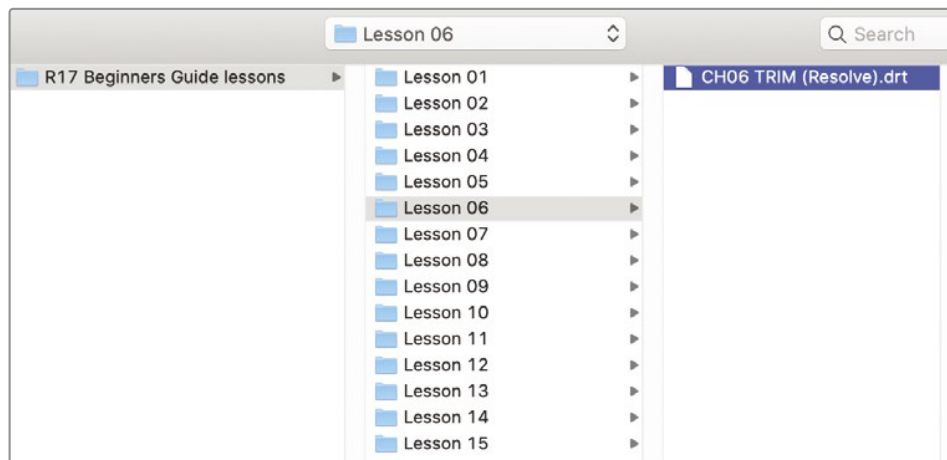 Lesson 06
Search
R17 Beginners Guide lessons
Lesson 01
Lesson 02
Lesson 03
Lesson 04
Lesson 05
Lesson 06
Lesson 07
Lesson 08
Lesson 09
Lesson 10
Lesson 11
Lesson 12
Lesson 13
Lesson 14
Lesson 15
CH06 TRIM (Resolve).drt